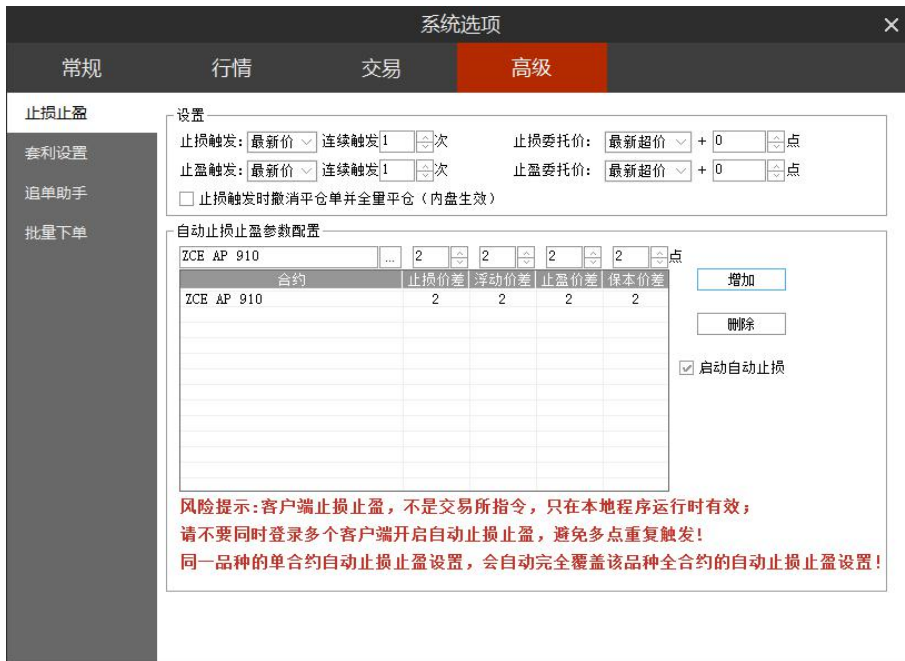 系统选项
常规 行情 交易 高级
止损止盈
套利设置
追单助手
批量下单
设置
止损触发: 最新价 连续触发 1 次 止损委托价: 最新超价 + 0 点
止盈触发: 最新价 连续触发 1 次 止盈委托价: 最新超价 + 0 点
止损触发时撤消平仓单并全量平仓（内盘生效）
自动止损止盈参数配置
ZCE AP 910 ... 2 2 2 2 点
合约 止损价差 浮动价差 止盈价差 保本价差
ZCE AP 910 2 2 2 2
增加
删除
启动自动止损
风险提示:客户端止损止盈，不是交易所指令，只在本地程序运行时有效；
请不要同时登录多个客户端开启自动止损止盈，避免多点重复触发！
同一品种的单合约自动止损止盈设置，会自动完全覆盖该品种全合约的自动止损止盈设置！